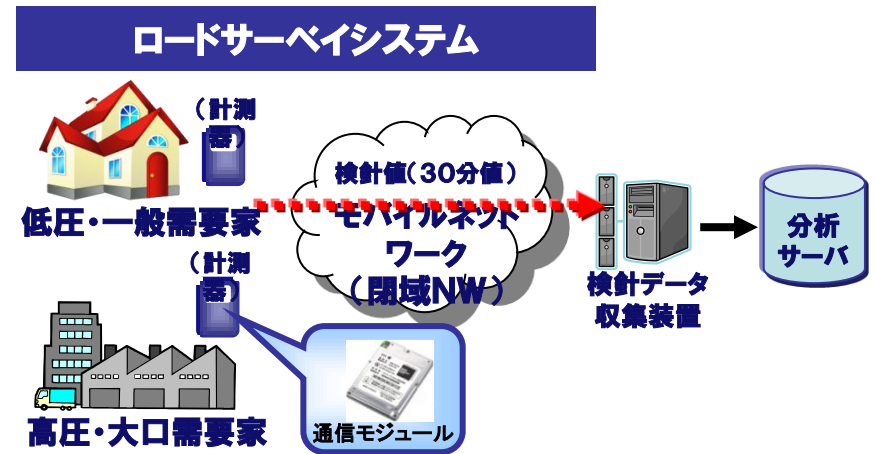 ロードサーベイシステム
（計測
器）
検針値（３０分値）
モバイルネット
ワーク
（閉域NW）
低圧・一般需要家
（計測
器）
分析
サーバ
検針データ
収集装置
通信モジュール
高圧・大口需要家